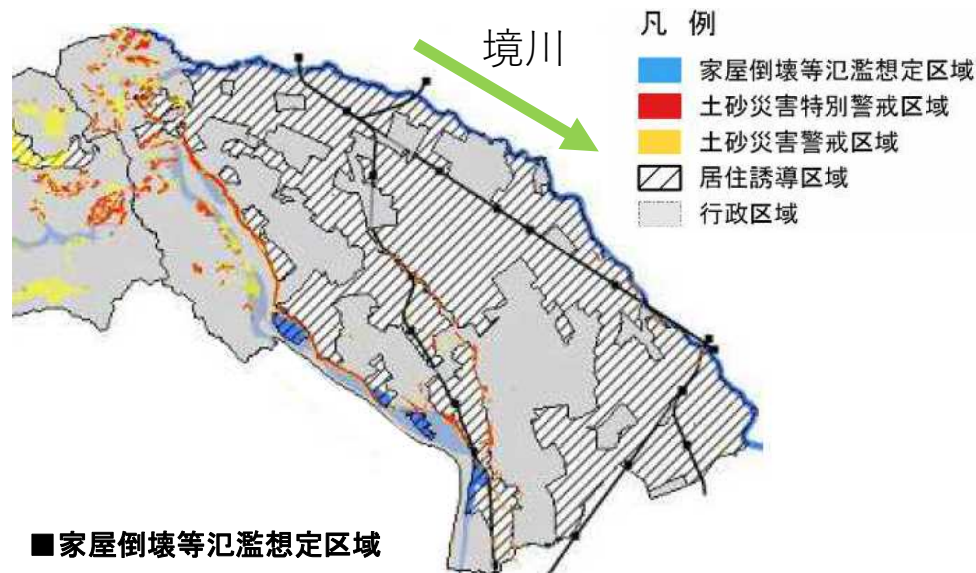 境川
凡 例
家屋倒壊等氾濫想定区域
土砂災害特別警戒区域
土砂災害警戒区域
居住誘導区域
行政区域
■家屋倒壊等氾濫想定区域